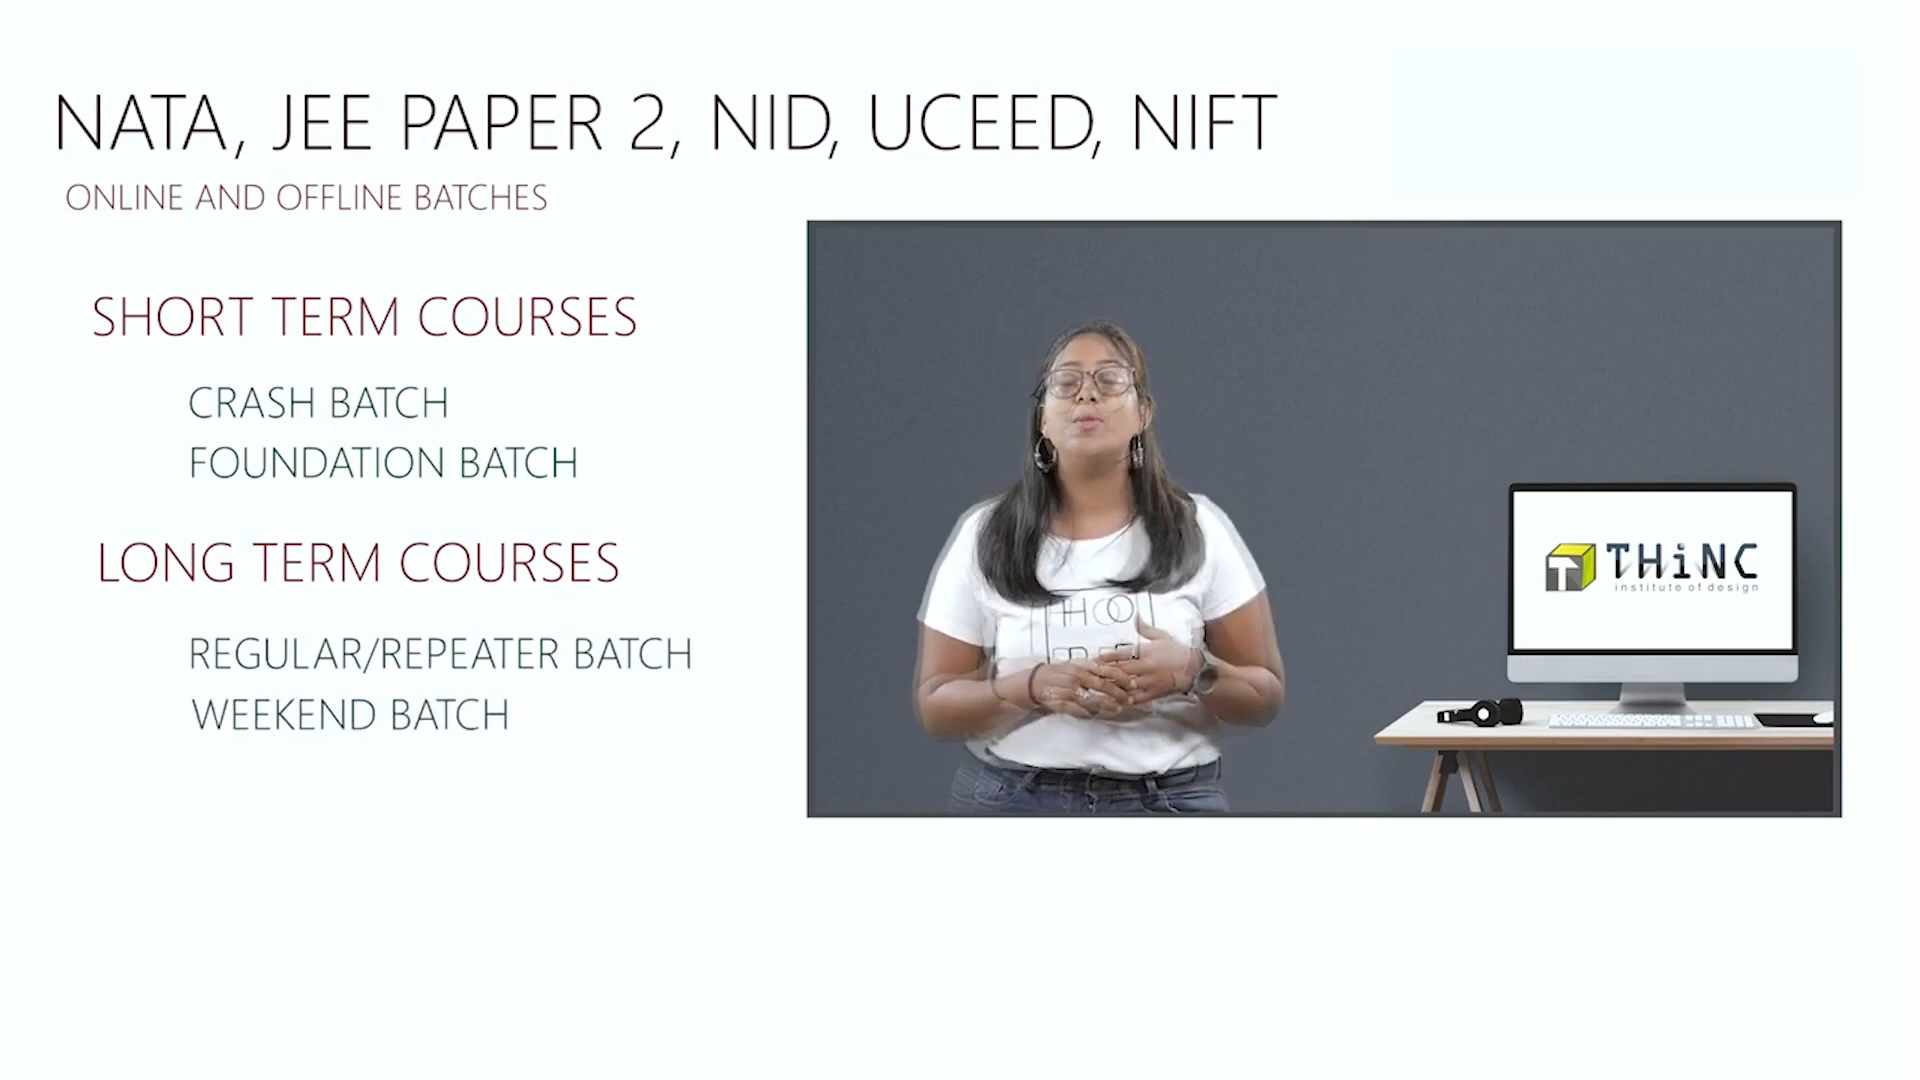 NATA, JEE PAPER 2, NID, UCEED, NIFT
ONLINE AND OFFLINE BATCHES
SHORT TERM COURSES
CRASH BATCH
FOUNDATION BATCH
LONG TERM COURSES
REGULAR/REPEATER BATCH
WEEKEND BATCH
THiNC
institute of design